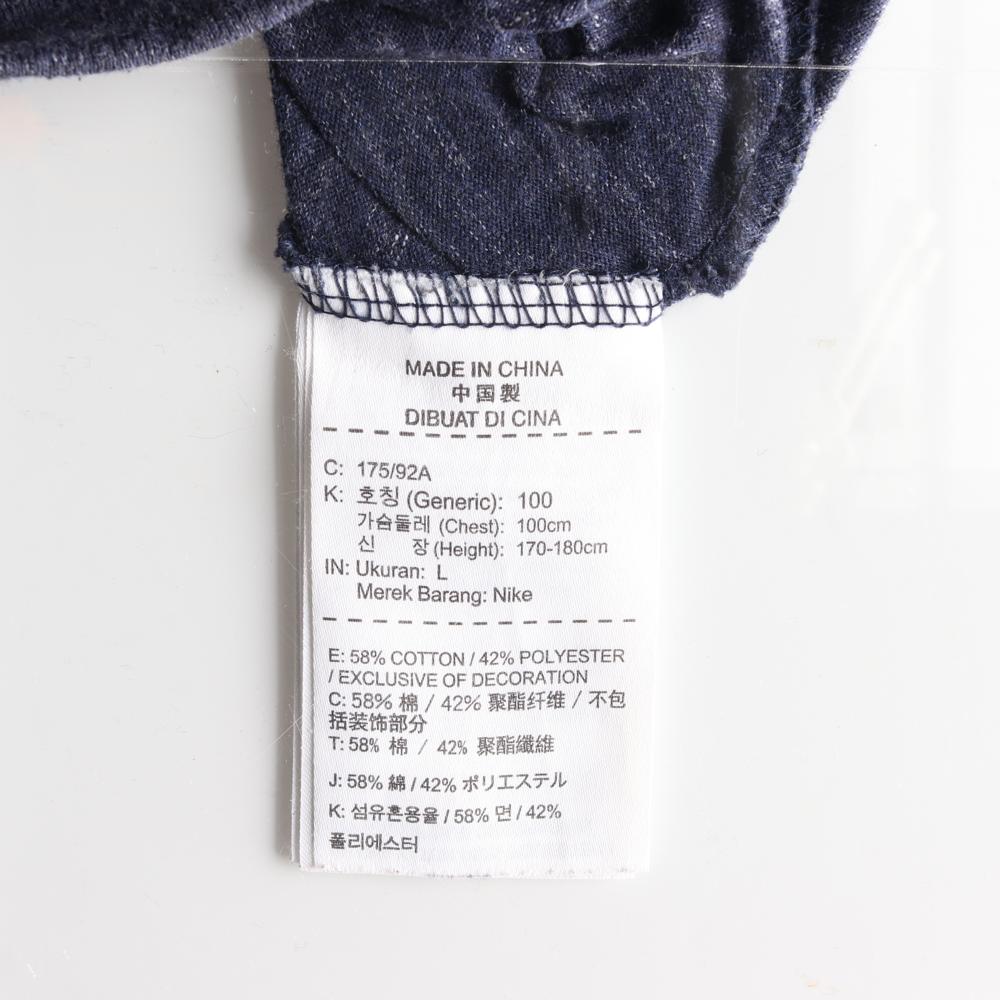 MADE IN CHINA
中国製
DIBUAT DI CINA
C: 175/92A
K: 호칭 (Generic): 100
가슴둘레 (Chest): 100cm
신 장 (Height): 170-180cm
IN: Ukuran: L
Merek Barang: Nike
E: 58% COTTON / 42% POLYESTER
/ EXCLUSIVE OF DECORATION
C: 58% 棉 / 42% 聚酯纤维 / 不包
括装饰部分
T: 58% 棉 / 42% 聚酯纖維
J: 58% 綿 / 42% ポリエステル
K: 섬유혼용율 / 58% 면 / 42%
폴리에스터